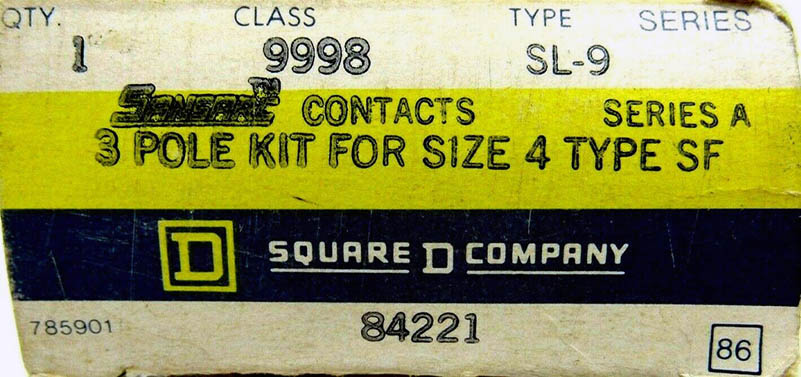 QTY. CLASS TYPE SERIES
1 9998 SL-9
CONTACTS SERIES A
3 POLE KIT FOR SIZE 4 TYPE SF
D SQUARE D COMPANY
785901 84221 86